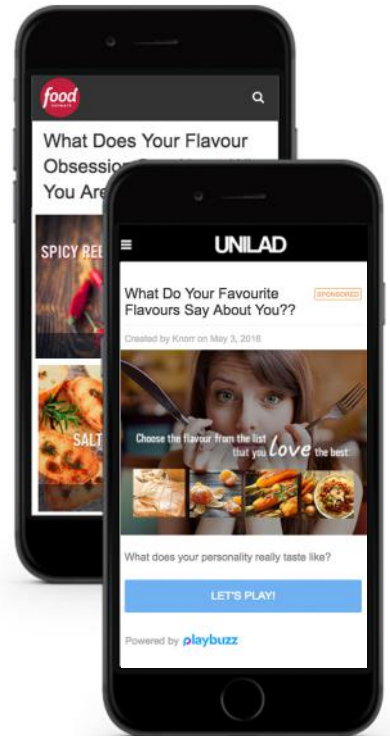 food
What Does Your Flavour
Obsession
You Are
SPICY
SALT
UNILAD
What Do Your Favourite
Flavours Say About You??
SPONSORED
Created by Knorr on May 3, 2016
Choose the flavour from the list
that you love the best.
What does your personality really taste like?
LET'S PLAY!
Powered by playbuzz